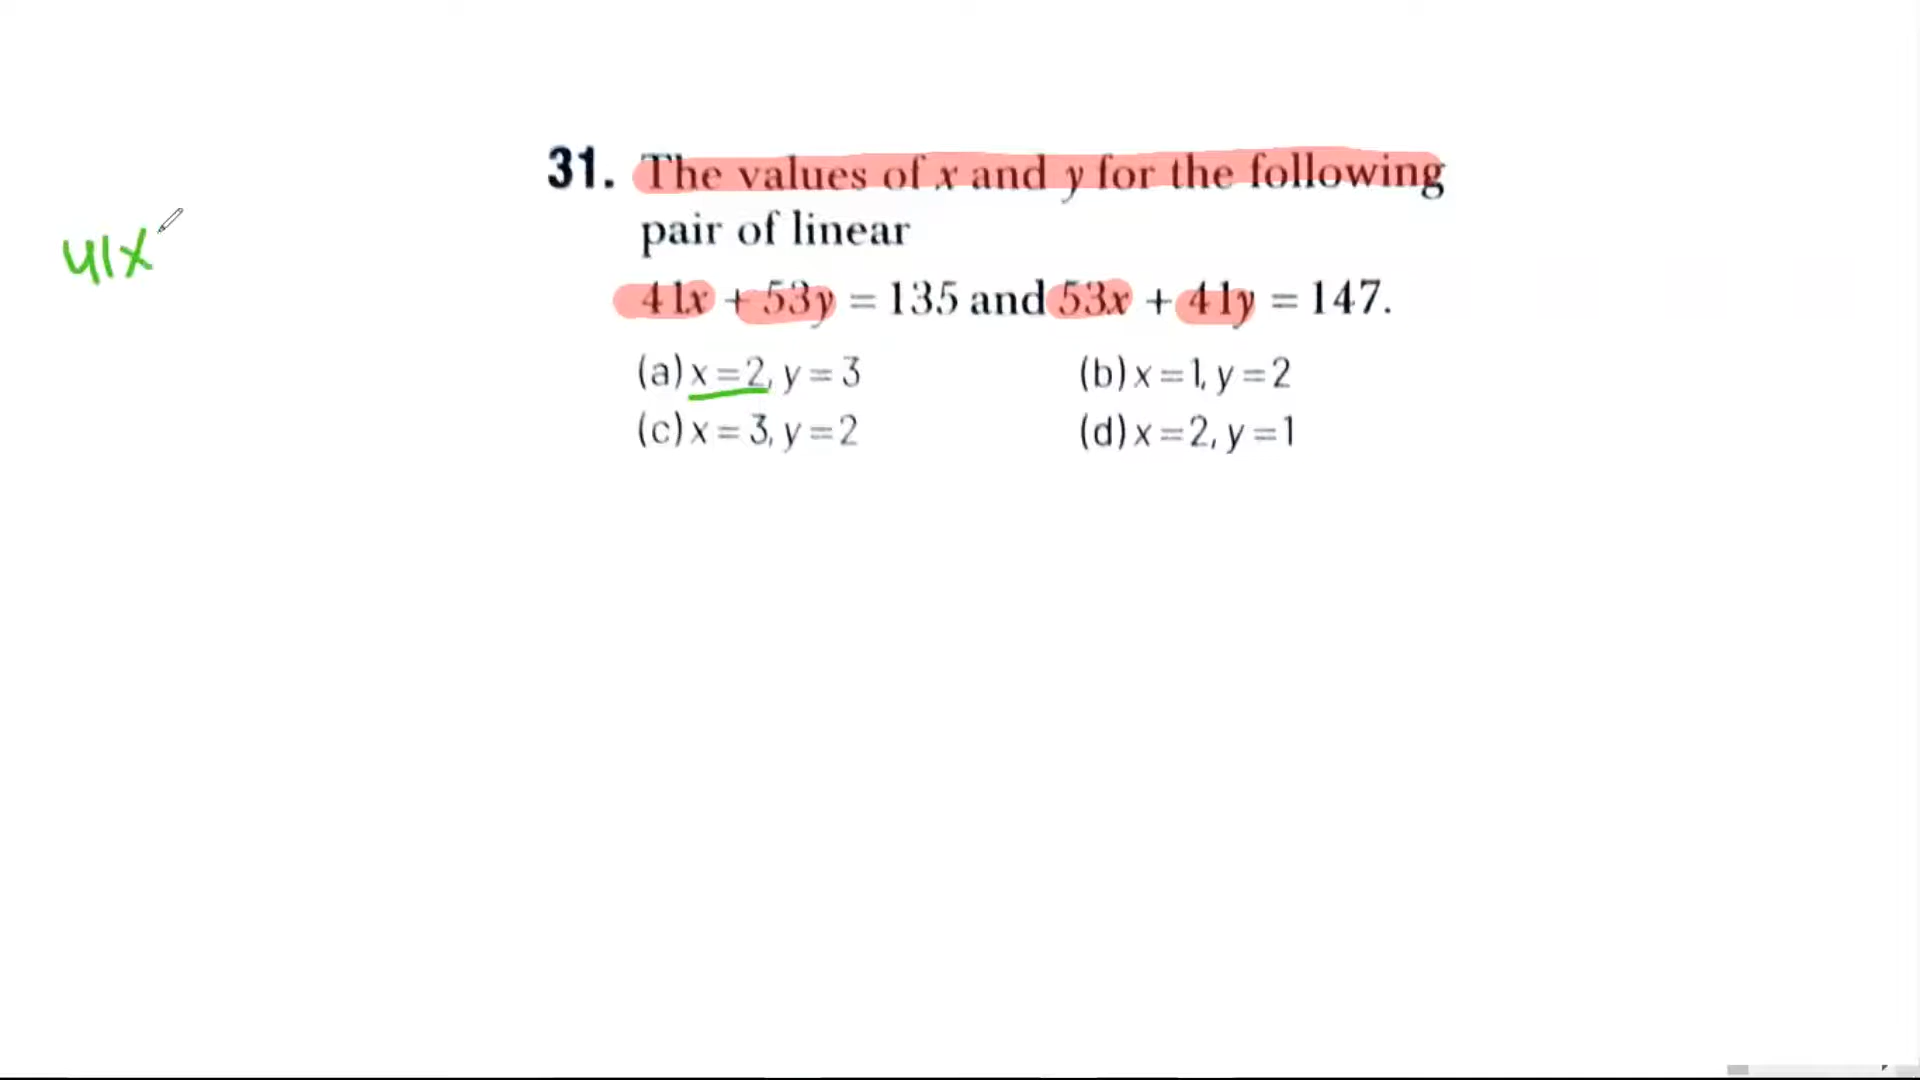 31. The values of x and y for the following
pair of linear
41x + 53y = 135 and 53x + 41y = 147.
(a) x=2, y=3 (b) x=1, y=2
(c) x=3, y=2 (d) x=2, y=1
41x